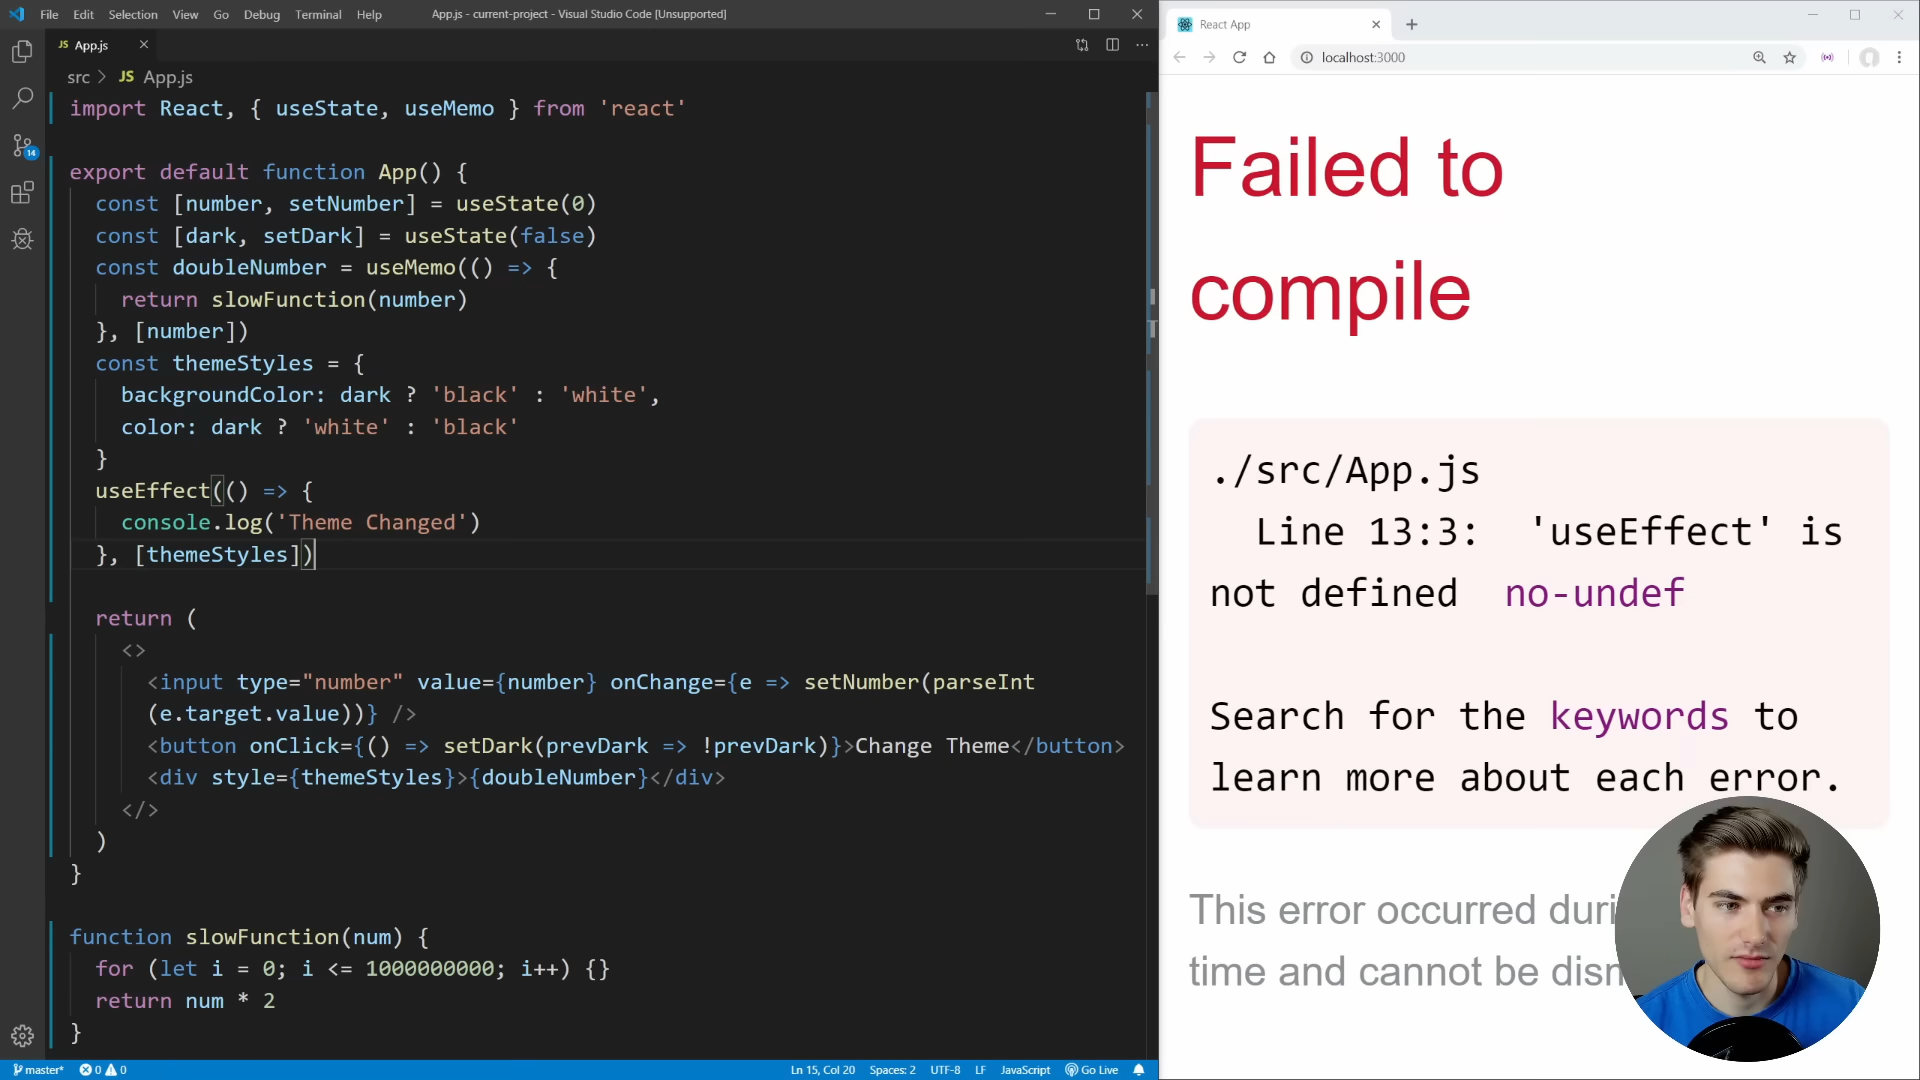 File Edit Selection View Go Debug Terminal Help App.js - current-project - Visual Studio Code [Unsupported]
JS App.js
src > JS App.js
import React, { useState, useMemo } from 'react'
export default function App() {
const [number, setNumber] = useState(0)
const [dark, setDark] = useState(false)
const doubleNumber = useMemo(() => {
return slowFunction(number)
}, [number])
const themeStyles = {
backgroundColor: dark ? 'black' : 'white',
color: dark ? 'white' : 'black'
}
useEffect(() => {
console.log('Theme Changed')
}, [themeStyles])
return (
<>
<input type="number" value={number} onChange={e => setNumber(parseInt
(e.target.value))} />
<button onClick={() => setDark(prevDark => !prevDark)}>Change Theme</button>
<div style={themeStyles}>{doubleNumber}</div>
</>
)
}
function slowFunction(num) {
for (let i = 0; i <= 1000000000; i++) {}
return num * 2
}
14
master* 0 0 Ln 15, Col 20 Spaces: 2 UTF-8 LF JavaScript Go Live
React App
localhost:3000
Failed to
compile
./src/App.js
Line 13:3: 'useEffect' is
not defined no-undef
Search for the keywords to
learn more about each error.
This error occurred duri
time and cannot be dism